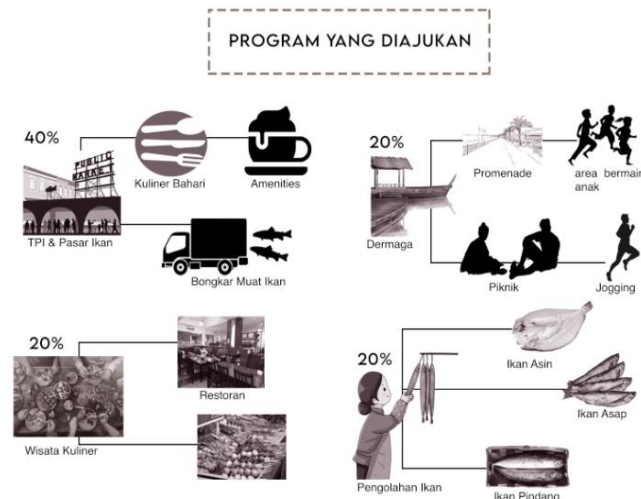 PROGRAM YANG DIAJUKAN
40%
PUBLIC
MARKET
Kuliner Bahari
Amenities
TPI & Pasar Ikan
Bongkar Muat Ikan
20%
Promenade
area bermain
anak
Dermaga
Piknik
Jogging
20%
Restoran
Wisata Kuliner
20%
Ikan Asin
Ikan Asap
Pengolahan Ikan
Ikan Pindang